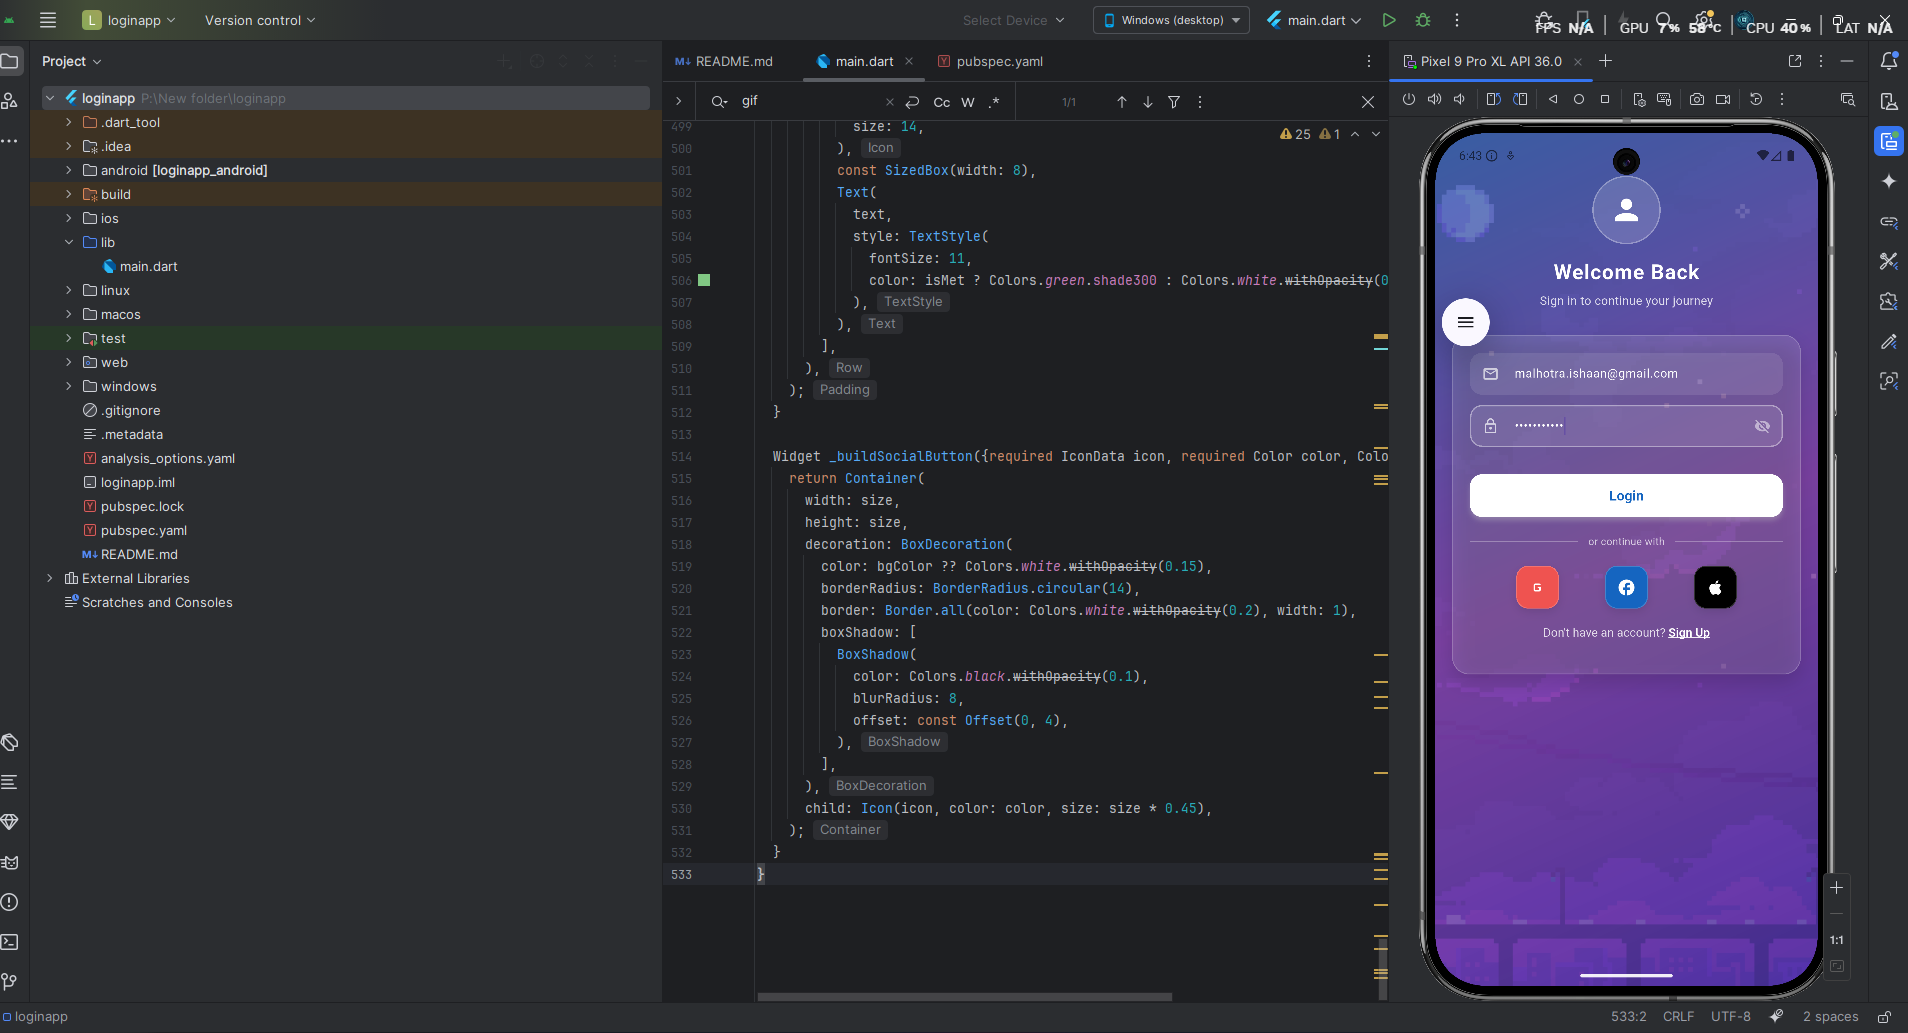 L loginapp
Version control
Select Device
Windows (desktop)
main.dart
FPS N/A GPU 7% 58°C CPU 40% LAT N/A
Project
loginapp P:\New folder\loginapp
.dart_tool
.idea
android [loginapp_android]
build
ios
lib
main.dart
linux
macos
test
web
windows
.gitignore
.metadata
analysis_options.yaml
loginapp.iml
pubspec.lock
pubspec.yaml
README.md
External Libraries
Scratches and Consoles
README.md
main.dart
pubspec.yaml
gif
Cc W .*
1/1
25 1
499 size: 14,
500 ), Icon
501 const SizedBox(width: 8),
502 Text(
503 text,
504 style: TextStyle(
505 fontSize: 11,
506 color: isMet ? Colors.green.shade300 : Colors.white.withOpacity(0
507 ), TextStyle
508 ), Text
509 ],
510 ), Row
511 ); Padding
512 }
513
514 Widget _buildSocialButton({required IconData icon, required Color color, Colo
515 return Container(
516 width: size,
517 height: size,
518 decoration: BoxDecoration(
519 color: bgColor ?? Colors.white.withOpacity(0.15),
520 borderRadius: BorderRadius.circular(14),
521 border: Border.all(color: Colors.white.withOpacity(0.2), width: 1),
522 boxShadow: [
523 BoxShadow(
524 color: Colors.black.withOpacity(0.1),
525 blurRadius: 8,
526 offset: const Offset(0, 4),
527 ), BoxShadow
528 ],
529 ), BoxDecoration
530 child: Icon(icon, color: color, size: size * 0.45),
531 ); Container
532 }
533 }
Pixel 9 Pro XL API 36.0
6:43
Welcome Back
Sign in to continue your journey
malhotra.ishaan@gmail.com
•••••••••••
Login
or continue with
G
Don't have an account? Sign Up
1:1
loginapp
533:2 CRLF UTF-8 2 spaces